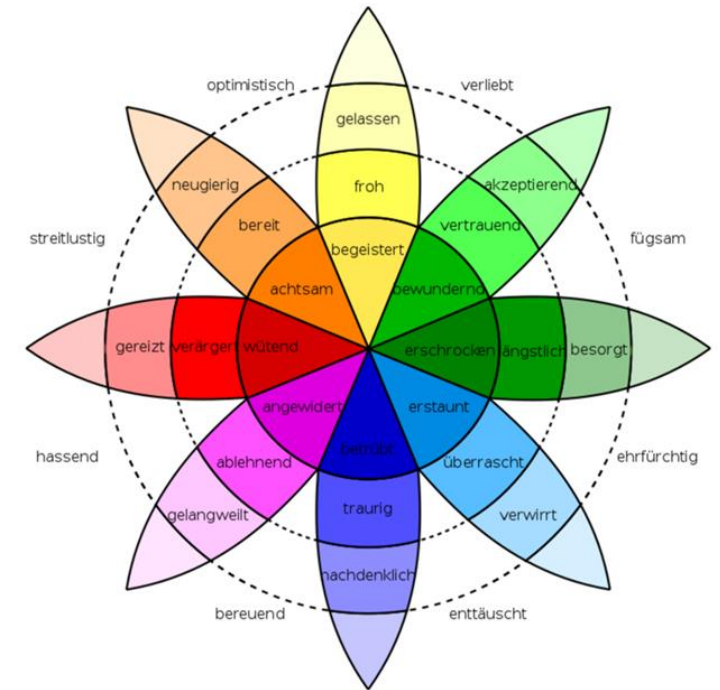 optimistisch
verliebt
gelassen
neugierig
froh
akzeptierend
bereit
vertrauend
streitlustig
begeistert
fügsam
achtsam
bewundernd
gereizt
verärgert
wütend
erschrocken
ängstlich
besorgt
angewidert
erstaunt
betrübt
hassend
ablehnend
überrascht
ehrfürchtig
gelangweilt
traurig
verwirrt
nachdenklich
bereuend
enttäuscht